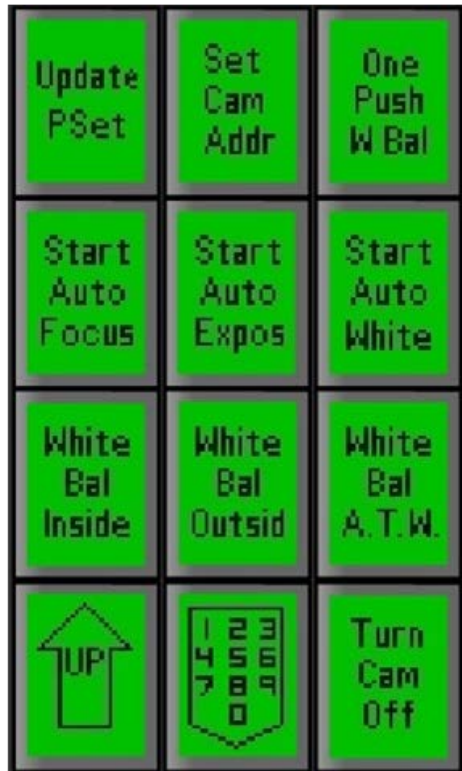 Update
PSet
Set
Cam
Addr
One
Push
W Bal
Start
Auto
Focus
Start
Auto
Expos
Start
Auto
White
White
Bal
Inside
White
Bal
Outsid
White
Bal
A.T.W.
UP
1 2 3
4 5 6
7 8 9
0
Turn
Cam
Off